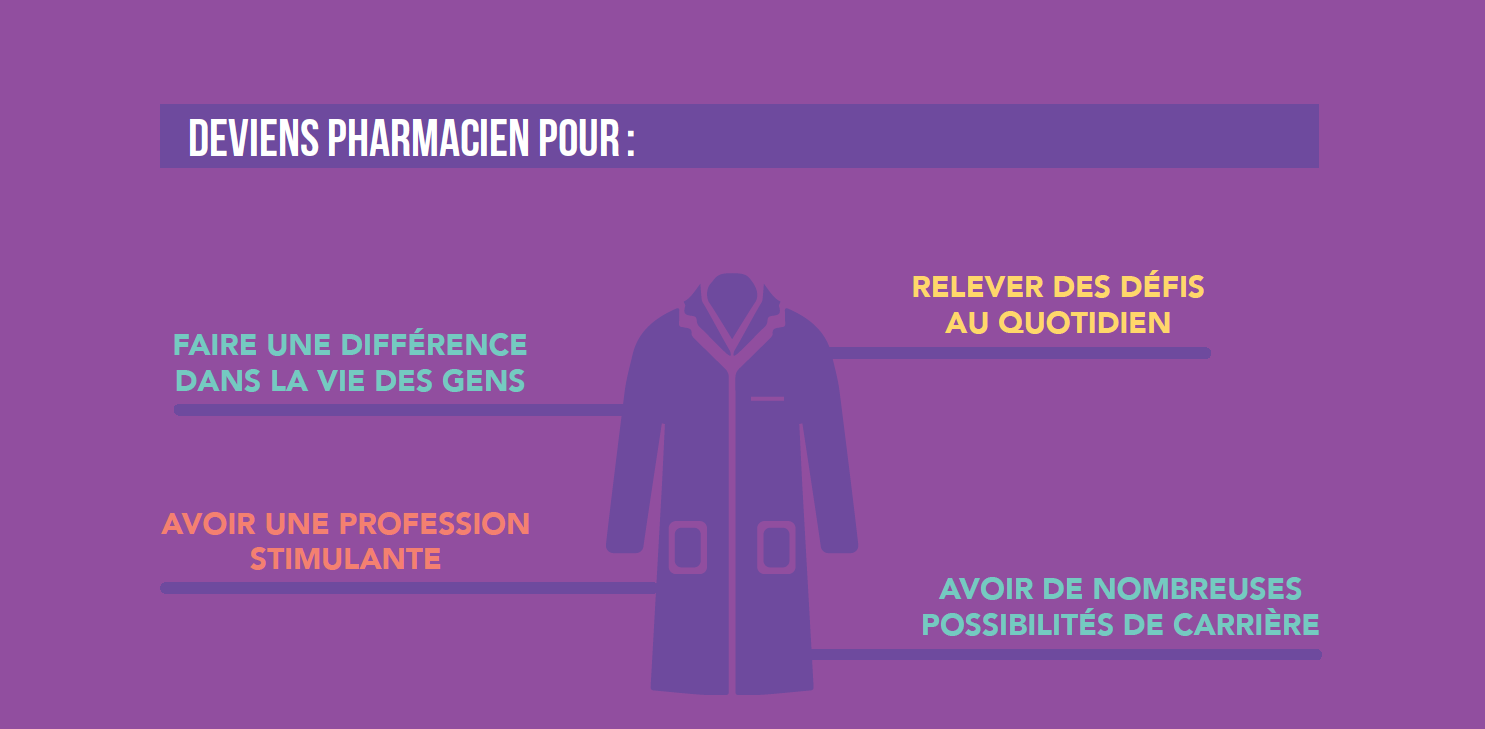 DEVIENS PHARMACIEN POUR :
FAIRE UNE DIFFÉRENCE
DANS LA VIE DES GENS
RELEVER DES DÉFIS
AU QUOTIDIEN
AVOIR UNE PROFESSION
STIMULANTE
AVOIR DE NOMBREUSES
POSSIBILITÉS DE CARRIÈRE